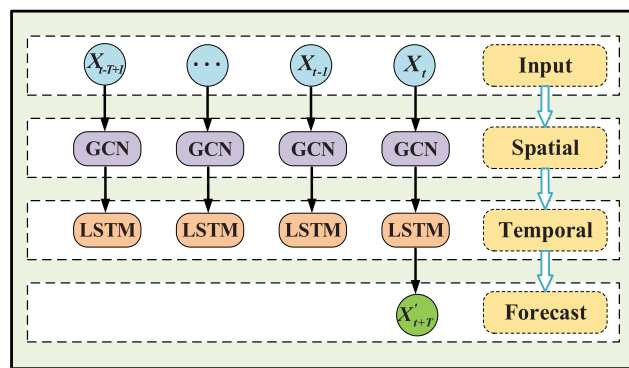 X_{t-T+1} ··· X_{t-1} X_t Input
GCN GCN GCN GCN Spatial
LSTM LSTM LSTM LSTM Temporal
X'_{t+T} Forecast